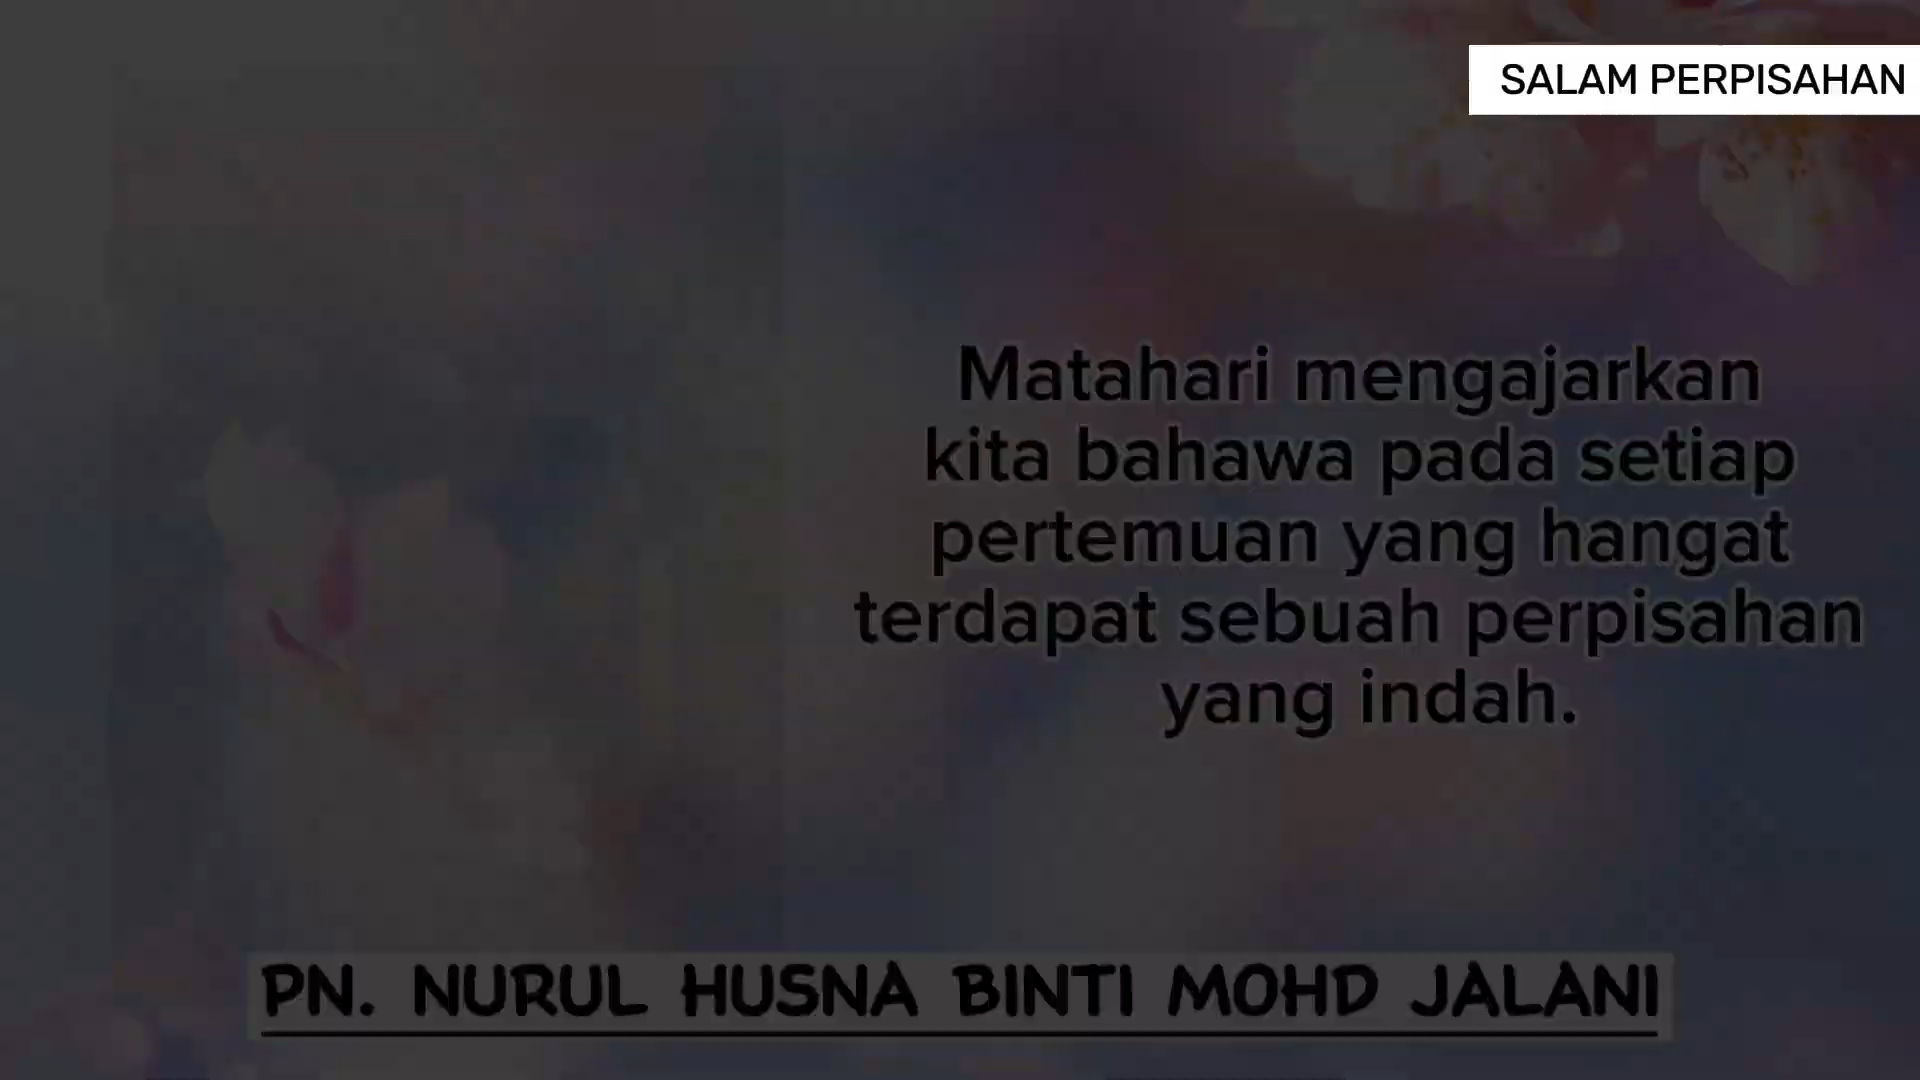 SALAM PERPISAHAN
Matahari mengajarkan
kita bahawa pada setiap
pertemuan yang hangat
terdapat sebuah perpisahan
yang indah.
PN. NURUL HUSNA BINTI MOHD JALANI